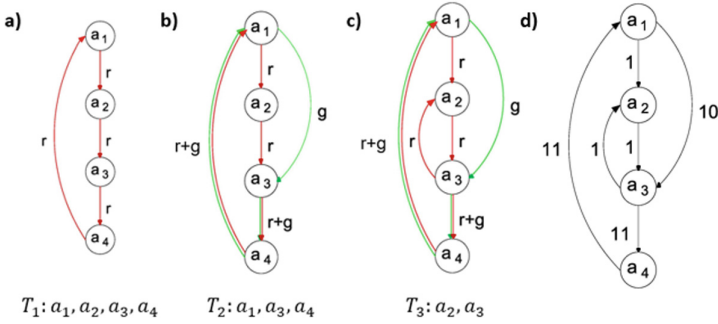 a)
a1
r
a2
r
r
a3
r
a4
T1: a1, a2, a3, a4
b)
a1
r
a2
g
r+g
r
a3
r+g
a4
T2: a1, a3, a4
c)
a1
r
a2
g
r+g
r
r
a3
r+g
a4
T3: a2, a3
d)
a1
1
a2
10
11
1
1
a3
11
a4